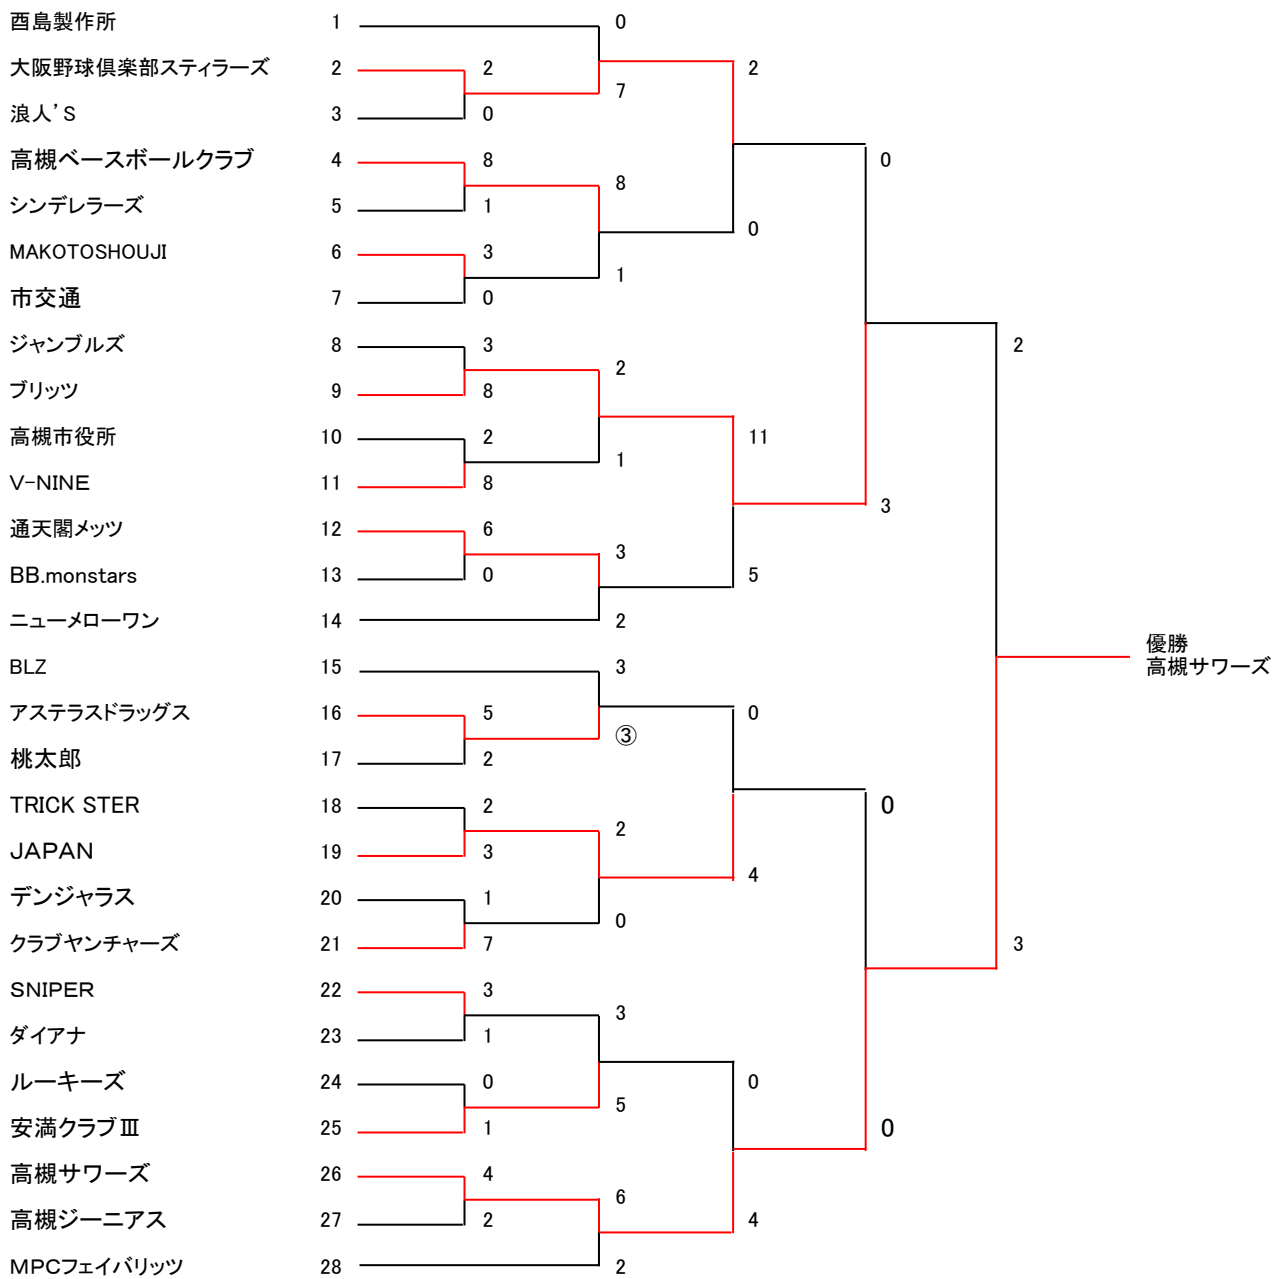 酉島製作所 1 0
大阪野球倶楽部スティラーズ 2 2 2
7
浪人’S 3 0
高槻ベースボールクラブ 4 8 0
8
シンデレラーズ 5 1
0
MAKOTOSHOUJI 6 3
1
市交通 7 0
ジャンブルズ 8 3 2
2
ブリッツ 9 8
高槻市役所 10 2 11
1
V-NINE 11 8
3
通天閣メッツ 12 6
3
BB.monstars 13 0 5
ニューメローワン 14 2
優勝
高槻サワーズ
BLZ 15 3
アステラスドラッグス 16 5 0
③
桃太郎 17 2
TRICK STER 18 2 0
2
JAPAN 19 3
4
デンジャラス 20 1
0
クラブヤンチャーズ 21 7 3
SNIPER 22 3
3
ダイアナ 23 1
ルーキーズ 24 0 0
5
安満クラブⅢ 25 1 0
高槻サワーズ 26 4
6
高槻ジーニアス 27 2 4
MPCフェイバリッツ 28 2